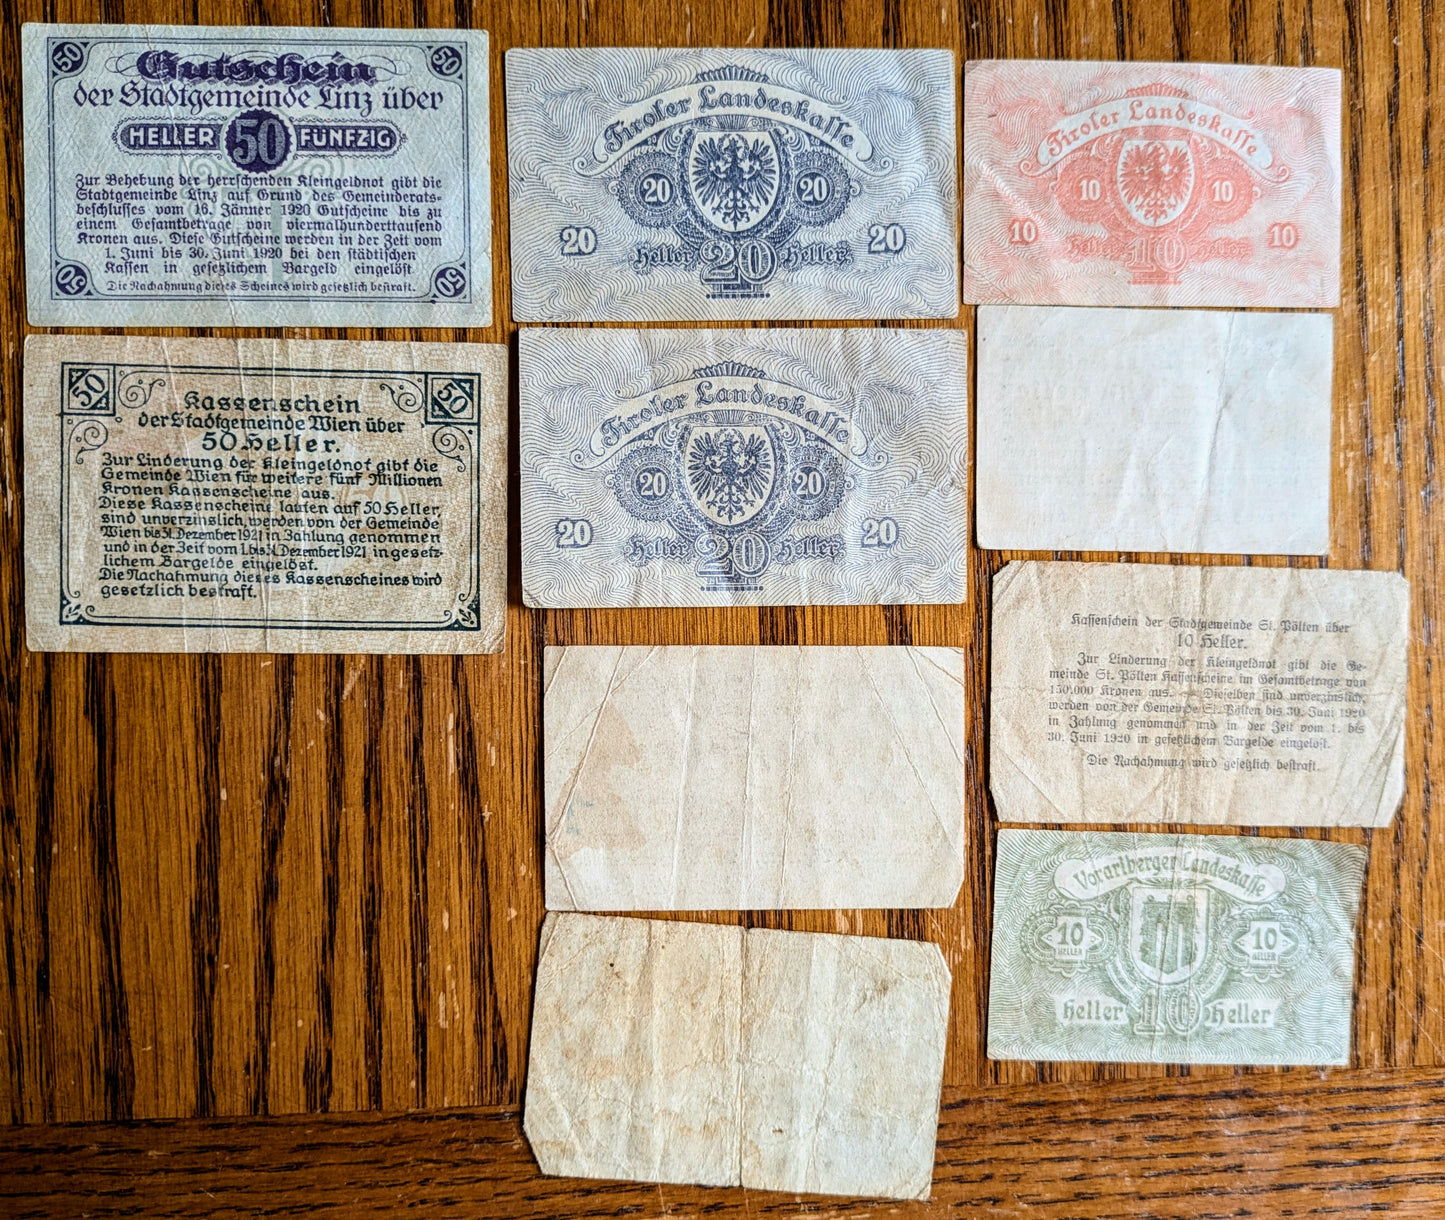 50 50
Gutschein
der Stadtgemeinde Linz über
HELLER 50 FÜNFZIG
Zur Behebung der herrschenden Kleingeldnot gibt die
Stadtgemeinde Linz auf Grund des Gemeinderats-
beschlusses vom 16. Jänner 1920 Gutscheine bis zu
einem Gesamtbetrage von viermalhunderttausend
Kronen aus. Diese Gutscheine werden in der Zeit vom
1. Juni bis 30. Juni 1920 bei den städtischen
Kassen in gesetzlichem Bargeld eingelöst.
Die Nachahmung dieses Scheines wird gesetzlich bestraft.
50 50
50 50
Kassenschein
der Stadtgemeinde Wien über
50 Heller.
Zur Linderung der Kleingeldnot gibt die
Gemeinde Wien für weitere fünf Millionen
Kronen Kassenscheine aus.
Diese Kassenscheine lauten auf 50 Heller,
sind unverzinslich, werden von der Gemeinde
Wien bis 31. Dezember 1921 in Zahlung genommen
und in der Zeit vom 1. bis 31. Dezember 1921 in gesetz-
lichem Bargelde eingelöst.
Die Nachahmung dieses Kassenscheines wird
gesetzlich bestraft.
Tiroler Landeskasse
20 20
20 20
Heller 20 Heller
Tiroler Landeskasse
20 20
20 20
Heller 20 Heller
Tiroler Landeskasse
10 10
10 10
Heller 10 Heller
Kassenschein der Stadtgemeinde St. Pölten über
10 Heller.
Zur Linderung der Kleingeldnot gibt die Ge-
meinde St. Pölten Kassenscheine im Gesamtbetrage von
150.000 Kronen aus. — Dieselben sind unverzinslich,
werden von der Gemeinde St. Pölten bis 30. Juni 1920
in Zahlung genommen und in der Zeit vom 1. bis
30. Juni 1920 in gesetzlichem Bargelde eingelöst.
Die Nachahmung wird gesetzlich bestraft.
Vorarlberger Landeskasse
10 10
HELLER HELLER
Heller 10 Heller